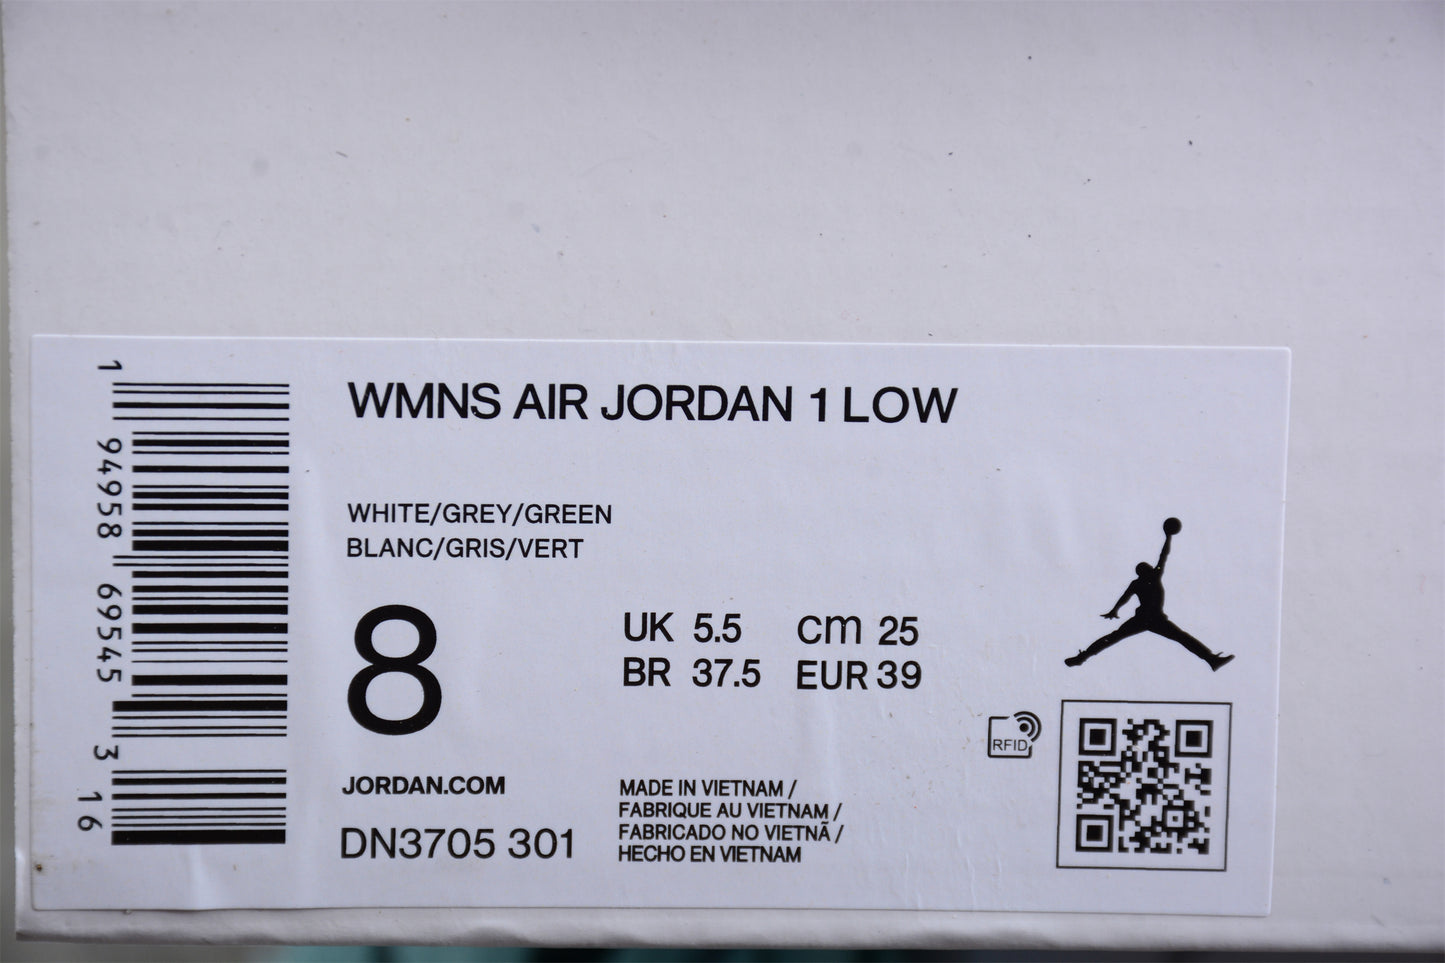 WMNS AIR JORDAN 1 LOW
WHITE/GREY/GREEN
BLANC/GRIS/VERT
8
UK 5.5 cm 25
BR 37.5 EUR 39
RFID
JORDAN.COM
DN3705 301
MADE IN VIETNAM /
FABRIQUE AU VIETNAM /
FABRICADO NO VIETNÃ /
HECHO EN VIETNAM
1 94958 69545 3
16